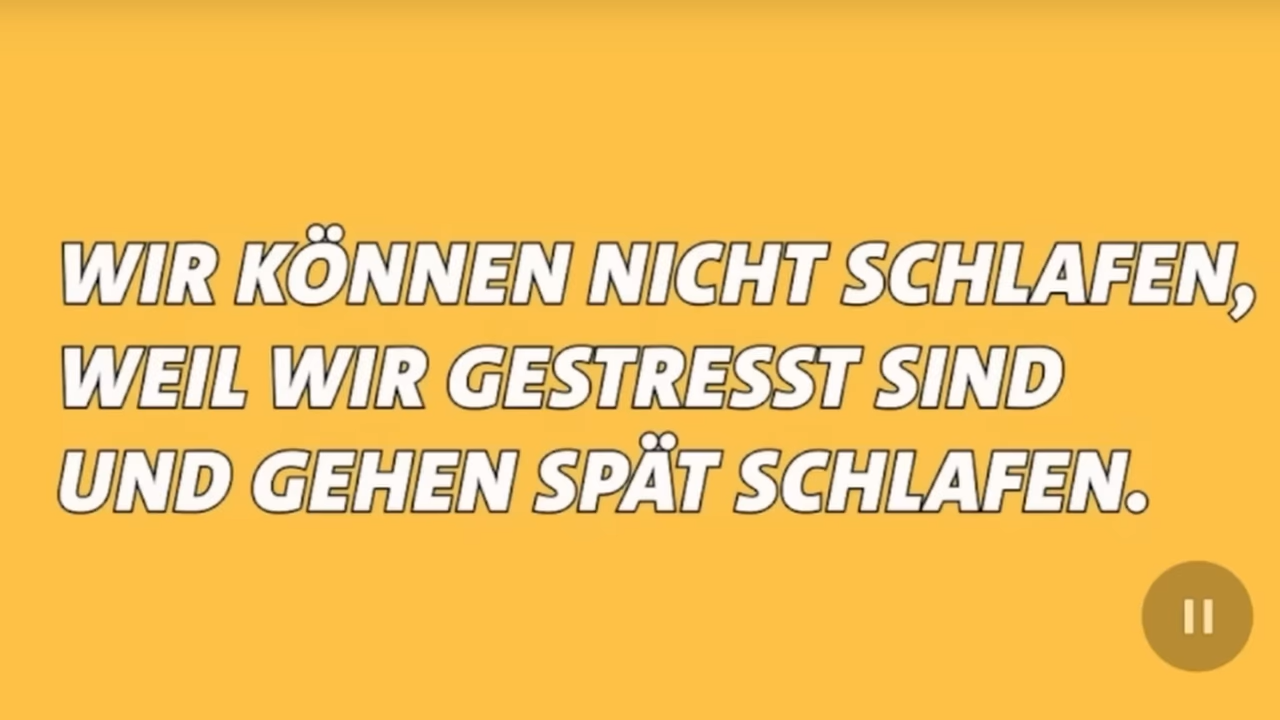 WIR KÖNNEN NICHT SCHLAFEN,
WEIL WIR GESTRESST SIND
UND GEHEN SPÄT SCHLAFEN.